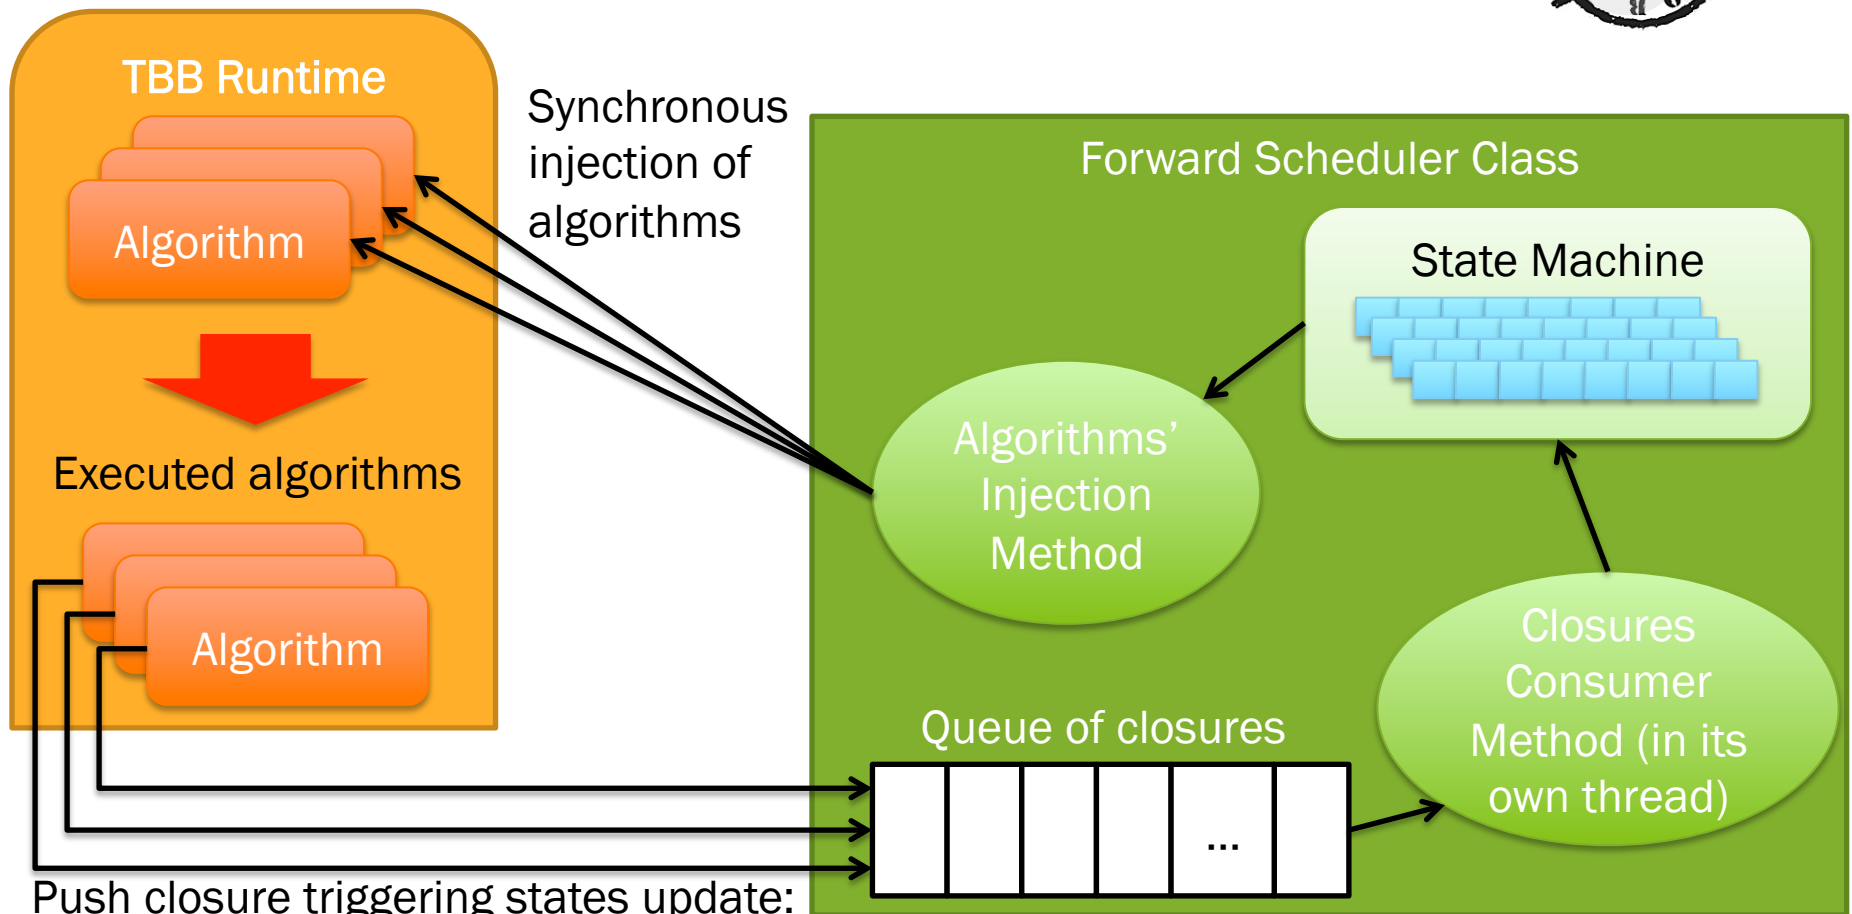 TBB Runtime
Algorithm
Executed algorithms
Algorithm
Synchronous
injection of
algorithms
Forward Scheduler Class
State Machine
Algorithms’
Injection
Method
Closures
Consumer
Method (in its
own thread)
Queue of closures
...
Push closure triggering states update: